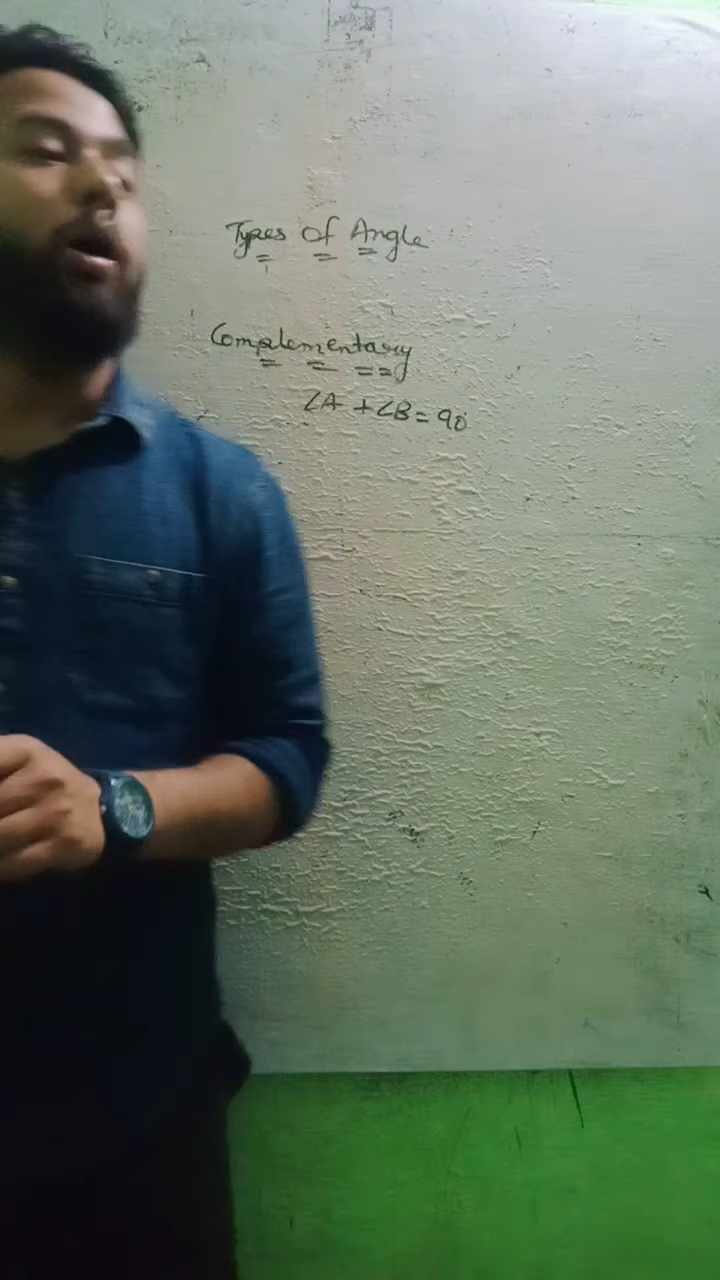 Types Of Angle
Complementary
∠A + ∠B = 90°